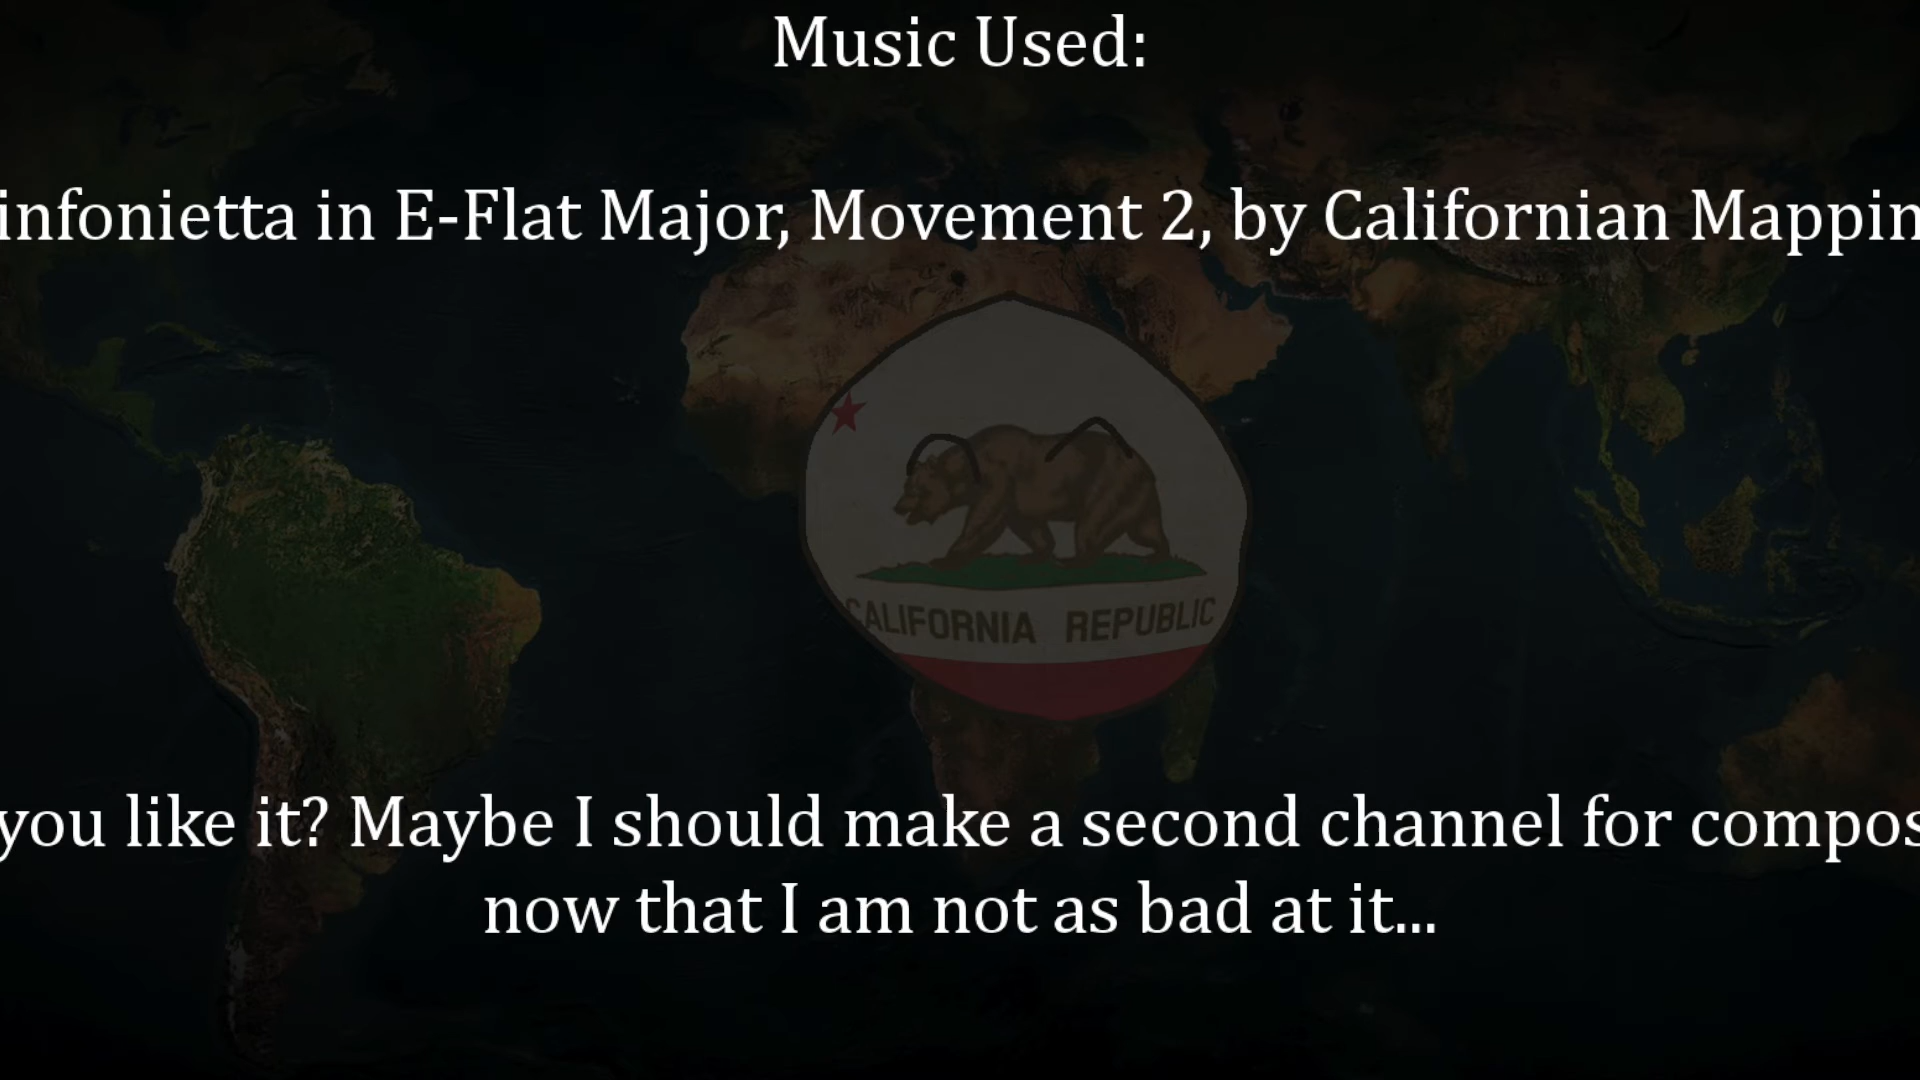 Music Used:
infonietta in E-Flat Major, Movement 2, by Californian Mappin
CALIFORNIA REPUBLIC
you like it? Maybe I should make a second channel for compos
now that I am not as bad at it...